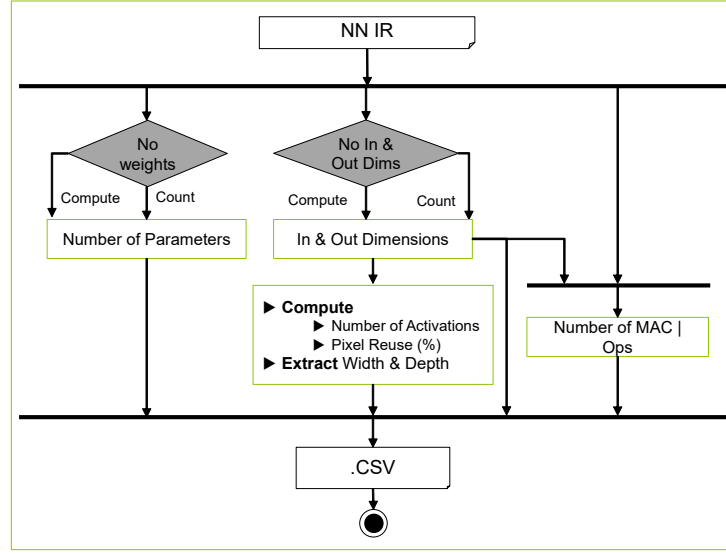 NN IR
No
weights
No In &
Out Dims
Compute
Count
Compute
Count
Number of Parameters
In & Out Dimensions
▶ Compute
▶ Number of Activations
▶ Pixel Reuse (%)
▶ Extract Width & Depth
Number of MAC |
Ops
.CSV